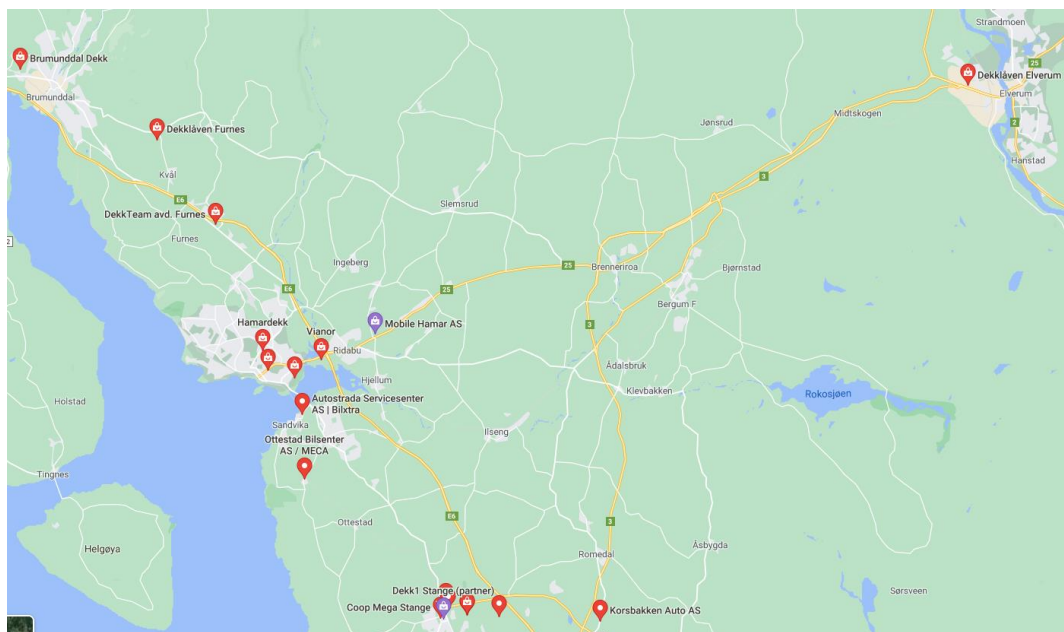 Strandmoen
Brumunddal Dekk
25
Dekklåven Elverum
Brumunddal
Elverum
Midtskogen
2
Jønsrud
Dekklåven Furnes
Hanstad
Kvål
3
E6
Slemsrud
DekkTeam avd. Furnes
Furnes
2
Ingeberg
25
Brenneriroa
Bjørnstad
E6
25
Bergum F
Hamardekk
Vianor
Mobile Hamar AS
3
Ridabu
Ådalsbruk
Hjellum
Klevbakken
Rokosjøen
Holstad
Autostrada Servicesenter
AS | Bilxtra
Sandvika
Ilseng
Ottestad Bilsenter
AS / MECA
Tingnes
E6
3
Ottestad
Åsbygda
Helgøya
Romedal
Dekk1 Stange (partner)
Sørsveen
Coop Mega Stange
Korsbakken Auto AS